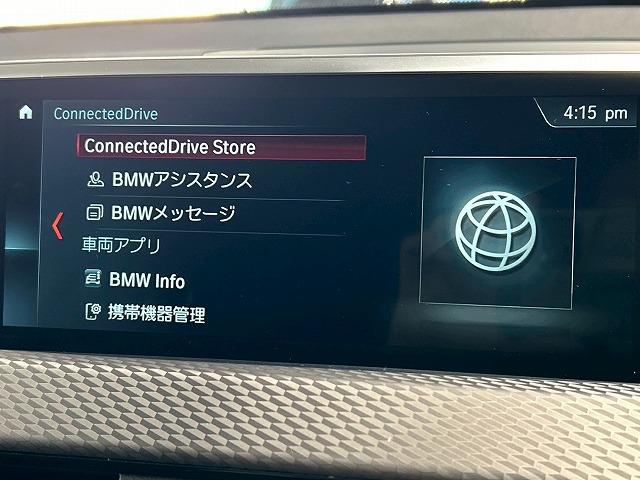 ConnectedDrive
4:15 pm
ConnectedDrive Store
BMWアシスタンス
BMWメッセージ
車両アプリ
BMW Info
携帯機器管理